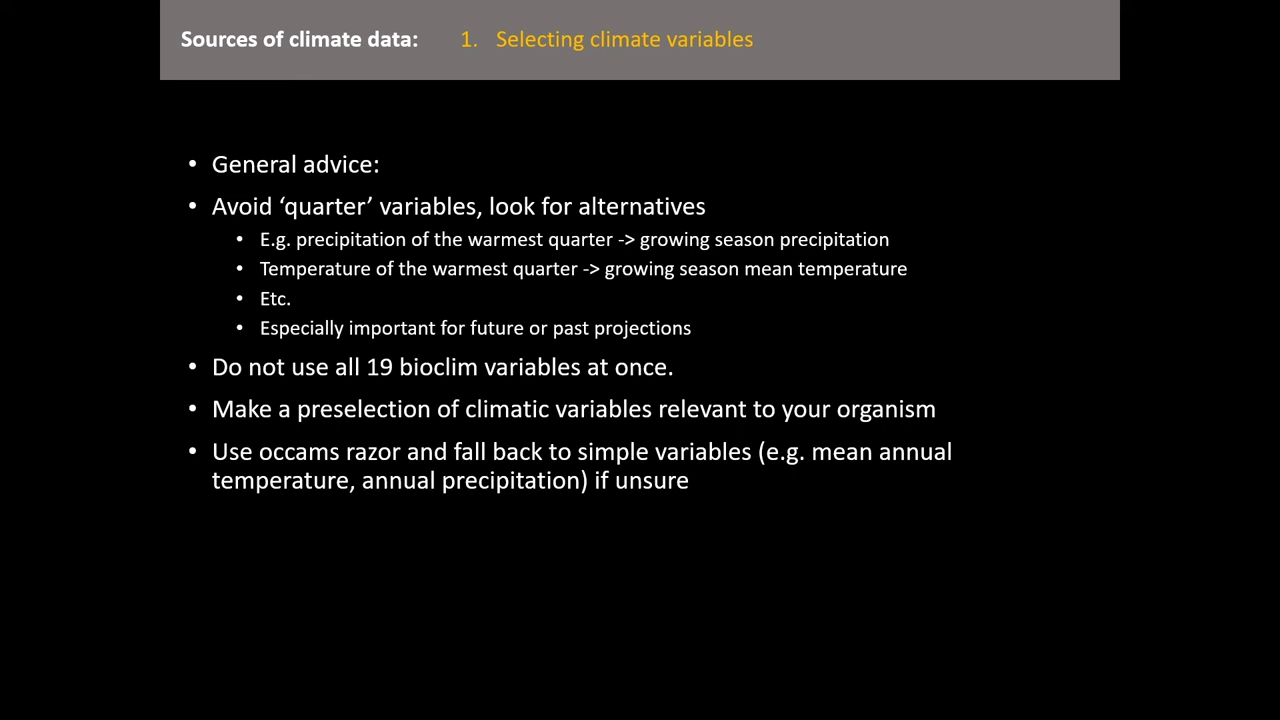 Sources of climate data: 1. Selecting climate variables
• General advice:
• Avoid ‘quarter’ variables, look for alternatives
• E.g. precipitation of the warmest quarter -> growing season precipitation
• Temperature of the warmest quarter -> growing season mean temperature
• Etc.
• Especially important for future or past projections
• Do not use all 19 bioclim variables at once.
• Make a preselection of climatic variables relevant to your organism
• Use occams razor and fall back to simple variables (e.g. mean annual
temperature, annual precipitation) if unsure